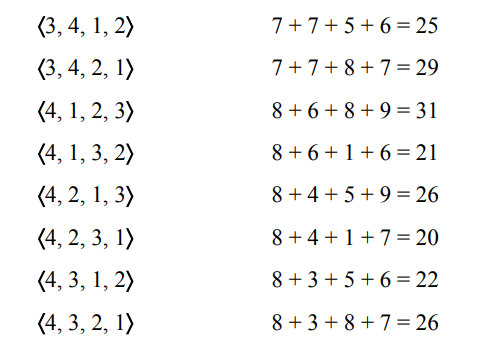 ⟨3, 4, 1, 2⟩ 7 + 7 + 5 + 6 = 25
⟨3, 4, 2, 1⟩ 7 + 7 + 8 + 7 = 29
⟨4, 1, 2, 3⟩ 8 + 6 + 8 + 9 = 31
⟨4, 1, 3, 2⟩ 8 + 6 + 1 + 6 = 21
⟨4, 2, 1, 3⟩ 8 + 4 + 5 + 9 = 26
⟨4, 2, 3, 1⟩ 8 + 4 + 1 + 7 = 20
⟨4, 3, 1, 2⟩ 8 + 3 + 5 + 6 = 22
⟨4, 3, 2, 1⟩ 8 + 3 + 8 + 7 = 26